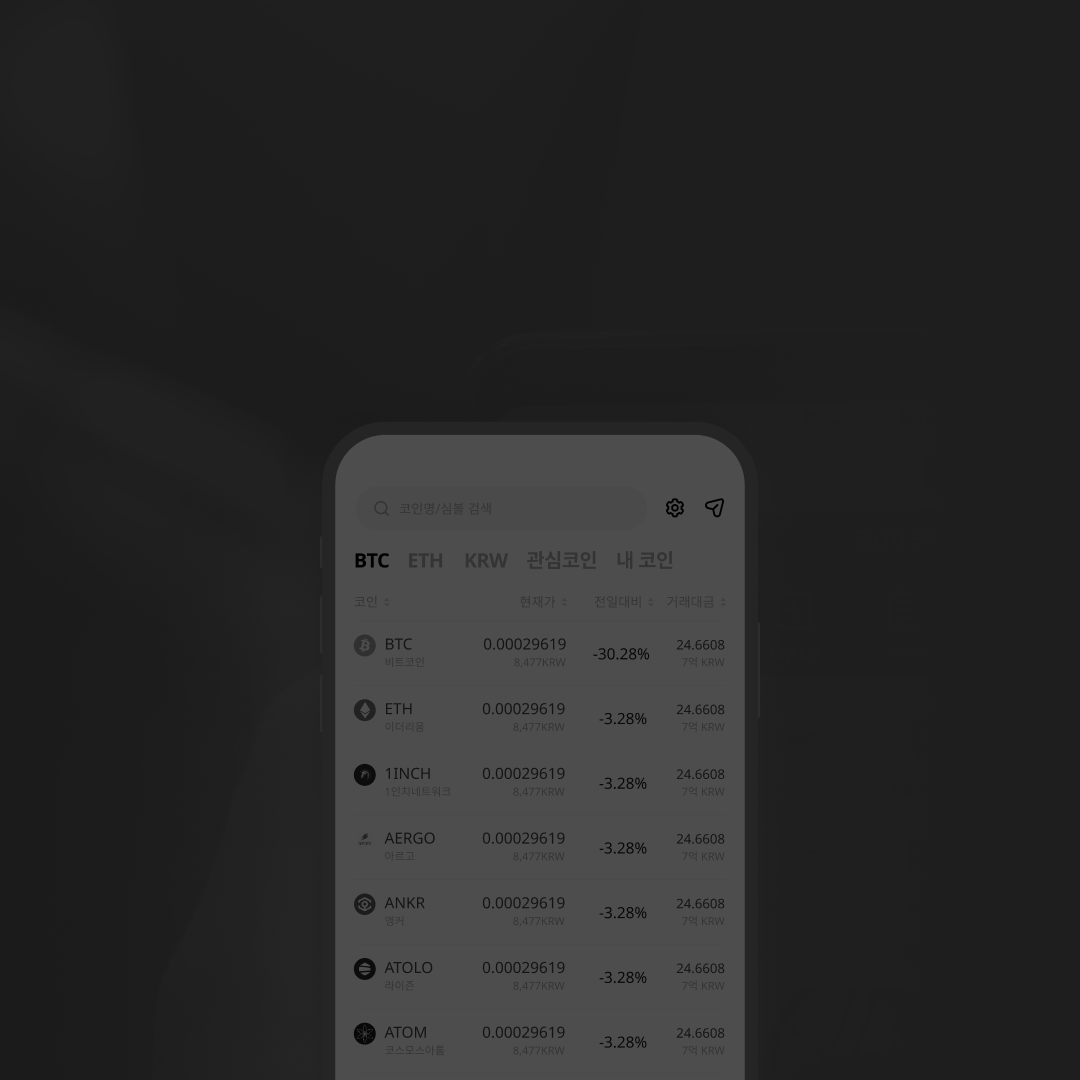 코인명/심볼 검색
BTC ETH KRW 관심코인 내 코인
코인 현재가 전일대비 거래대금
BTC 0.00029619 -30.28% 24.6608
비트코인 8,477KRW 7억 KRW
ETH 0.00029619 -3.28% 24.6608
이더리움 8,477KRW 7억 KRW
1INCH 0.00029619 -3.28% 24.6608
1인치네트워크 8,477KRW 7억 KRW
AERGO 0.00029619 -3.28% 24.6608
아르고 8,477KRW 7억 KRW
ANKR 0.00029619 -3.28% 24.6608
앵커 8,477KRW 7억 KRW
ATOLO 0.00029619 -3.28% 24.6608
라이즌 8,477KRW 7억 KRW
ATOM 0.00029619 -3.28% 24.6608
코스모스아톰 8,477KRW 7억 KRW